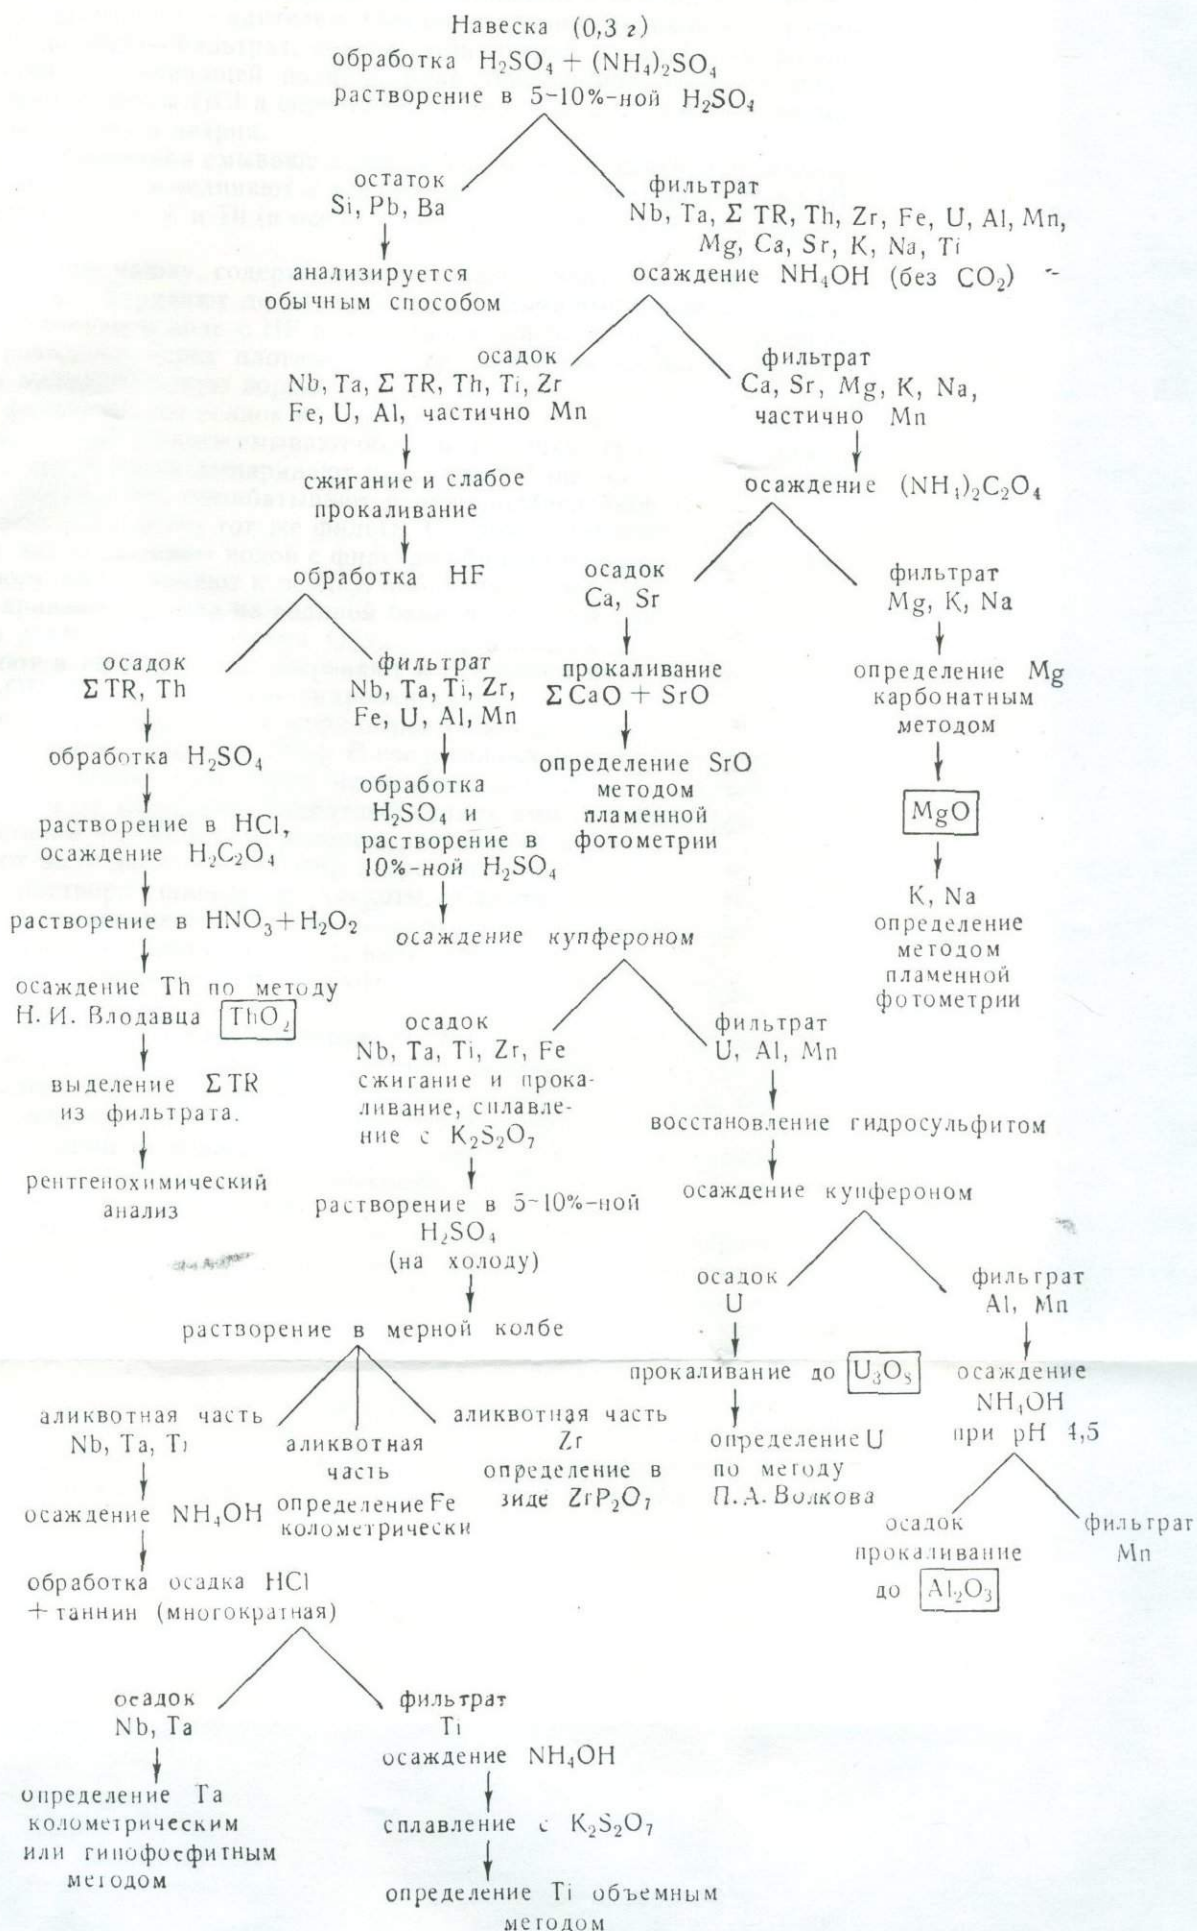 Навеска (0,3 г)
обработка H₂SO₄ + (NH₄)₂SO₄
растворение в 5-10%-ной H₂SO₄
остаток
Si, Pb, Ba
анализируется
обычным способом
фильтрат
Nb, Ta, Σ TR, Th, Zr, Fe, U, Al, Mn,
Mg, Ca, Sr, K, Na, Ti
осаждение NH₄OH (без CO₂)
осадок
Nb, Ta, Σ TR, Th, Ti, Zr
Fe, U, Al, частично Mn
сжигание и слабое
прокаливание
обработка HF
фильтрат
Ca, Sr, Mg, K, Na,
частично Mn
осаждение (NH₄)₂C₂O₄
осадок
Σ TR, Th
обработка H₂SO₄
растворение в HCl,
осаждение H₂C₂O₄
растворение в HNO₃+H₂O₂
осаждение Th по методу
Н. И. Влодавца ThO₂
выделение Σ TR
из фильтрата.
рентгенохимический
анализ
фильтрат
Nb, Ta, Ti, Zr,
Fe, U, Al, Mn
обработка
H₂SO₄ и
растворение в
10%-ной H₂SO₄
осаждение купфероном
осадок
Ca, Sr
прокаливание
Σ CaO + SrO
определение SrO
методом
пламенной
фотометрии
фильтрат
Mg, K, Na
определение Mg
карбонатным
методом
MgO
K, Na
определение
методом
пламенной
фотометрии
осадок
Nb, Ta, Ti, Zr, Fe
сжигание и прока-
ливание, сплавле-
ние с K₂S₂O₇
растворение в 5-10%-ной
H₂SO₄
(на холоду)
растворение в мерной колбе
фильтрат
U, Al, Mn
восстановление гидросульфитом
осаждение купфероном
осадок
U
прокаливание до U₃O₈
определение U
по методу
П. А. Волкова
фильтрат
Al, Mn
осаждение
NH₄OH
при pH 4,5
осадок
прокаливание
до Al₂O₃
фильтрат
Mn
аликвотная часть
Nb, Ta, Ti
осаждение NH₄OH
обработка осадка HCl
+ таннин (многократная)
аликвотная
часть
определение Fe
колометрически
аликвотная часть
Zr
определение в
виде ZrP₂O₇
осадок
Nb, Ta
определение Ta
колометрическим
или гипофосфитным
методом
фильтрат
Ti
осаждение NH₄OH
сплавление с K₂S₂O₇
определение Ti объемным
методом